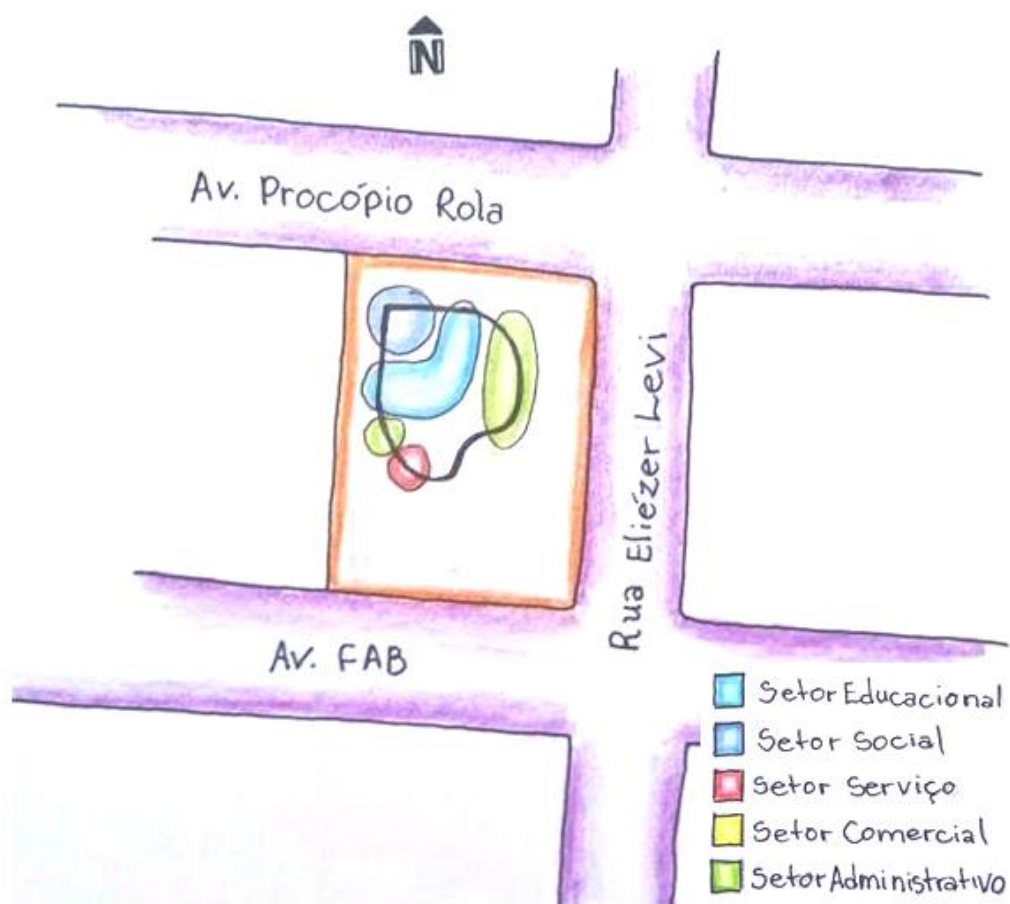 N
Av. Procópio Rola
Rua Eliézer Levi
Av. FAB
Setor Educacional
Setor Social
Setor Serviço
Setor Comercial
Setor Administrativo